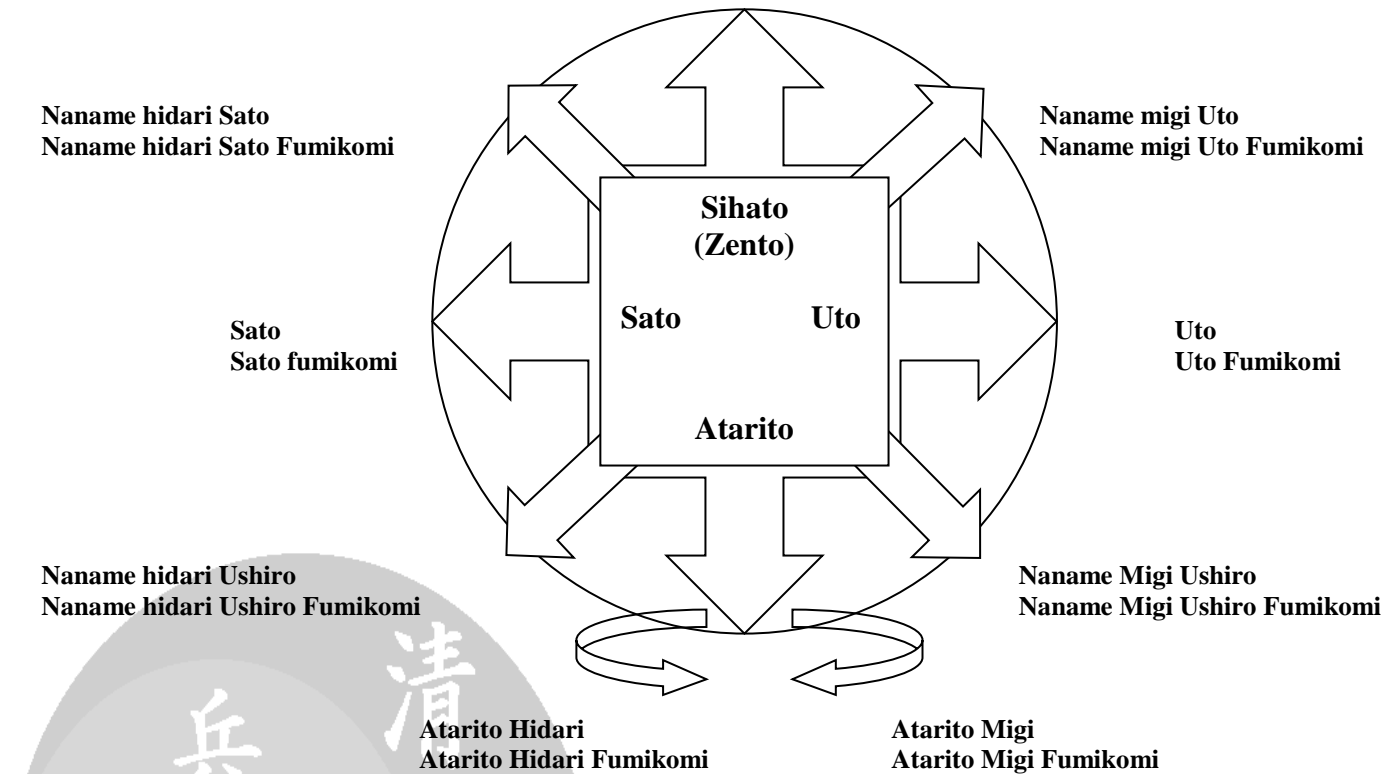 Naname hidari Sato
Naname hidari Sato Fumikomi
Naname migi Uto
Naname migi Uto Fumikomi
Sihato
(Zento)
Sato
Uto
Sato
Sato fumikomi
Uto
Uto Fumikomi
Atarito
Naname hidari Ushiro
Naname hidari Ushiro Fumikomi
Naname Migi Ushiro
Naname Migi Ushiro Fumikomi
清
兵
Atarito Hidari
Atarito Hidari Fumikomi
Atarito Migi
Atarito Migi Fumikomi